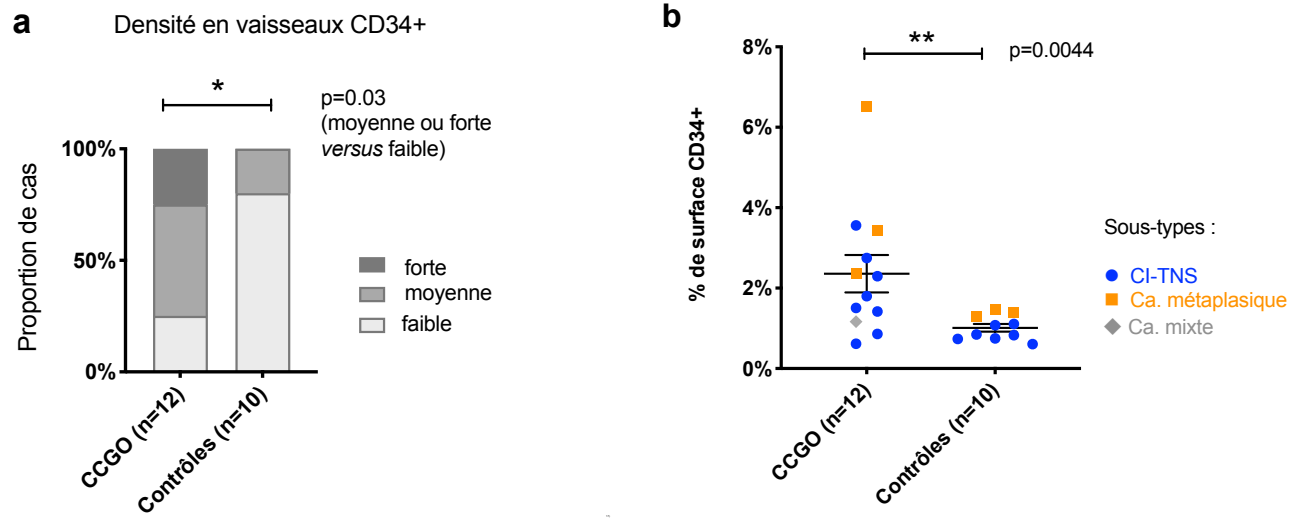 a
Densité en vaisseaux CD34+
*
p=0.03
(moyenne ou forte
versus faible)
100%
50%
0%
Proportion de cas
forte
moyenne
faible
CCGO (n=12)
Contrôles (n=10)
b
**
p=0.0044
8%
6%
4%
2%
0%
% de surface CD34+
Sous-types :
CI-TNS
Ca. métaplasique
Ca. mixte
CCGO (n=12)
Contrôles (n=10)